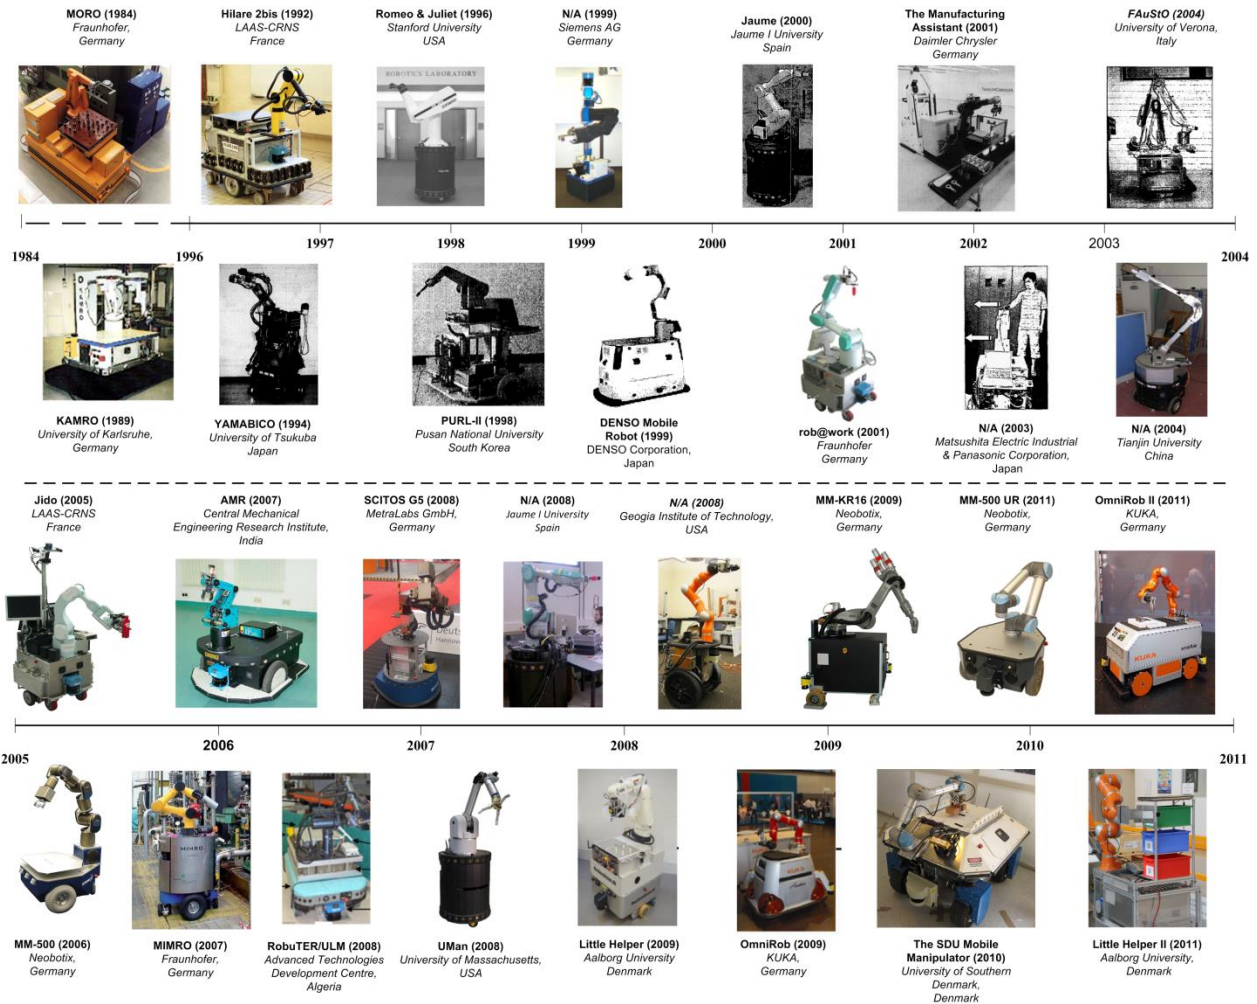 MORO (1984)
Fraunhofer,
Germany
Hilare 2bis (1992)
LAAS-CRNS
France
Romeo & Juliet (1996)
Stanford University
USA
N/A (1999)
Siemens AG
Germany
Jaume (2000)
Jaume I University
Spain
The Manufacturing
Assistant (2001)
Daimler Chrysler
Germany
FAuStO (2004)
University of Verona,
Italy
ROBOTICS LABORATORY
1984
1996
1997
1998
1999
2000
2001
2002
2003
2004
KAMRO
KAMRO (1989)
University of Karlsruhe,
Germany
YAMABICO (1994)
University of Tsukuba
Japan
PURL-II (1998)
Pusan National University
South Korea
DENSO Mobile
Robot (1999)
DENSO Corporation,
Japan
rob@work (2001)
Fraunhofer
Germany
N/A (2003)
Matsushita Electric Industrial
& Panasonic Corporation,
Japan
N/A (2004)
Tianjin University
China
Jido (2005)
LAAS-CRNS
France
AMR (2007)
Central Mechanical
Engineering Research Institute,
India
SCITOS G5 (2008)
MetraLabs GmbH,
Germany
N/A (2008)
Jaume I University
Spain
N/A (2008)
Geogia Institute of Technology,
USA
MM-KR16 (2009)
Neobotix,
Germany
MM-500 UR (2011)
Neobotix,
Germany
OmniRob II (2011)
KUKA,
Germany
Deuts
Hannove
KUKA
2005
2006
2007
2008
2009
2010
2011
MIMRO
MM-500 (2006)
Neobotix,
Germany
MIMRO (2007)
Fraunhofer,
Germany
RobuTER/ULM (2008)
Advanced Technologies
Development Centre,
Algeria
UMan (2008)
University of Massachusetts,
USA
Little Helper (2009)
Aalborg University
Denmark
OmniRob (2009)
KUKA,
Germany
The SDU Mobile
Manipulator (2010)
University of Southern
Denmark,
Denmark
Little Helper II (2011)
Aalborg University,
Denmark